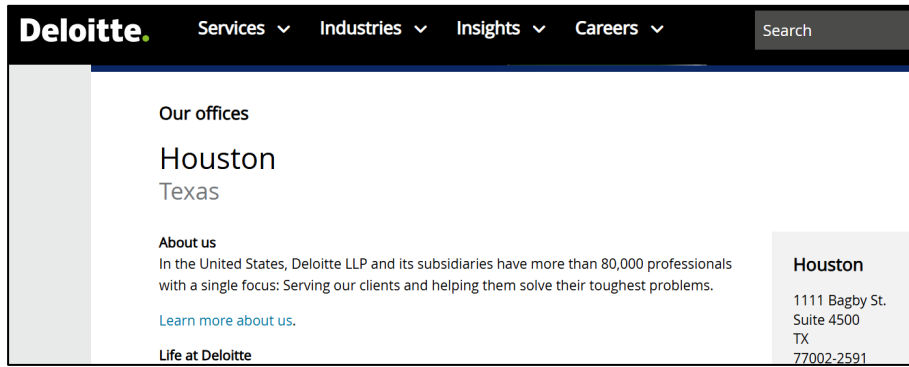 Deloitte. Services Industries Insights Careers Search
Our offices
Houston
Texas
About us
In the United States, Deloitte LLP and its subsidiaries have more than 80,000 professionals
with a single focus: Serving our clients and helping them solve their toughest problems.
Learn more about us.
Life at Deloitte
Houston
1111 Bagby St.
Suite 4500
TX
77002-2591